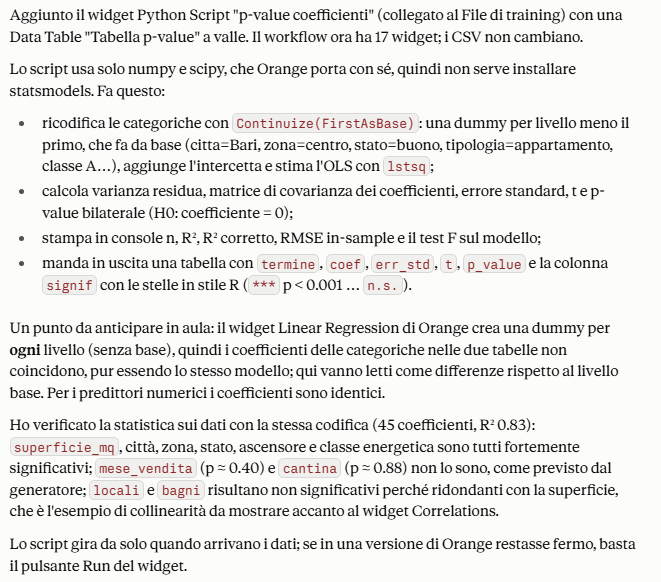 Aggiunto il widget Python Script "p-value coefficienti" (collegato al File di training) con una
Data Table "Tabella p-value" a valle. Il workflow ora ha 17 widget; i CSV non cambiano.
Lo script usa solo numpy e scipy, che Orange porta con sé, quindi non serve installare
statsmodels. Fa questo:
• ricodifica le categoriche con Continuize(FirstAsBase) : una dummy per livello meno il
primo, che fa da base (citta=Bari, zona=centro, stato=buono, tipologia=appartamento,
classe A…), aggiunge l'intercetta e stima l'OLS con lstsq ;
• calcola varianza residua, matrice di covarianza dei coefficienti, errore standard, t e p-
value bilaterale (H0: coefficiente = 0);
• stampa in console n, R², R² corretto, RMSE in-sample e il test F sul modello;
• manda in uscita una tabella con termine , coef , err_std , t , p_value e la colonna
signif con le stelle in stile R ( *** p < 0.001 … n.s. ).
Un punto da anticipare in aula: il widget Linear Regression di Orange crea una dummy per
ogni livello (senza base), quindi i coefficienti delle categoriche nelle due tabelle non
coincidono, pur essendo lo stesso modello; qui vanno letti come differenze rispetto al livello
base. Per i predittori numerici i coefficienti sono identici.
Ho verificato la statistica sui dati con la stessa codifica (45 coefficienti, R² 0.83):
superficie_mq , città, zona, stato, ascensore e classe energetica sono tutti fortemente
significativi; mese_vendita (p ≈ 0.40) e cantina (p ≈ 0.88) non lo sono, come previsto dal
generatore; locali e bagni risultano non significativi perché ridondanti con la superficie,
che è l'esempio di collinearità da mostrare accanto al widget Correlations.
Lo script gira da solo quando arrivano i dati; se in una versione di Orange restasse fermo, basta
il pulsante Run del widget.